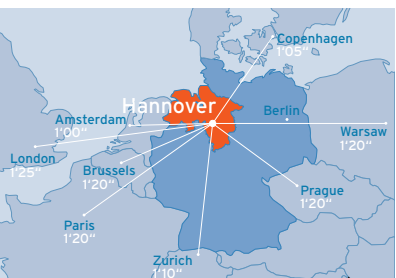 Copenhagen
1'05"
Hannover
Berlin
Amsterdam
1'00"
Warsaw
1'20"
London
1'25"
Brussels
1'20"
Prague
1'20"
Paris
1'20"
Zurich
1'10"